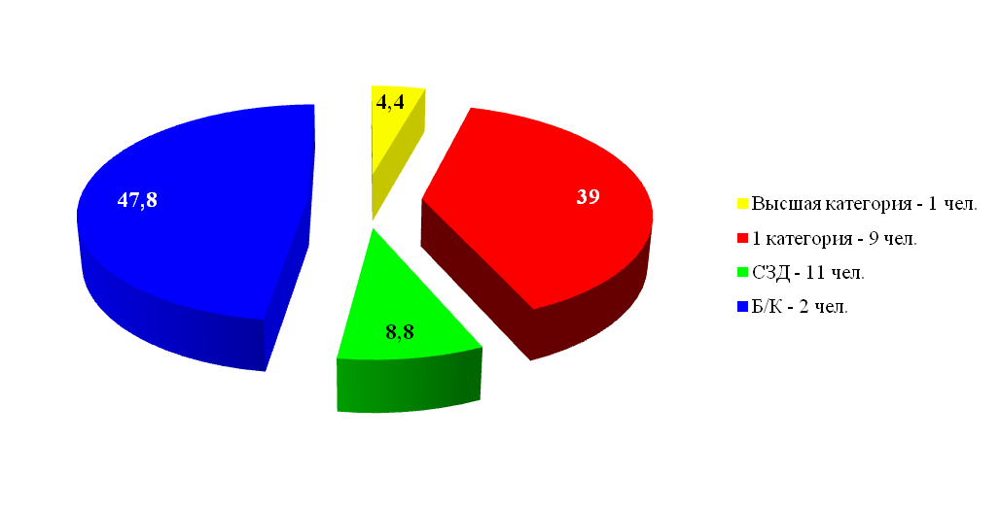 4,4
39
47,8
8,8
Высшая категория - 1 чел.
1 категория - 9 чел.
СЗД - 11 чел.
Б/К - 2 чел.